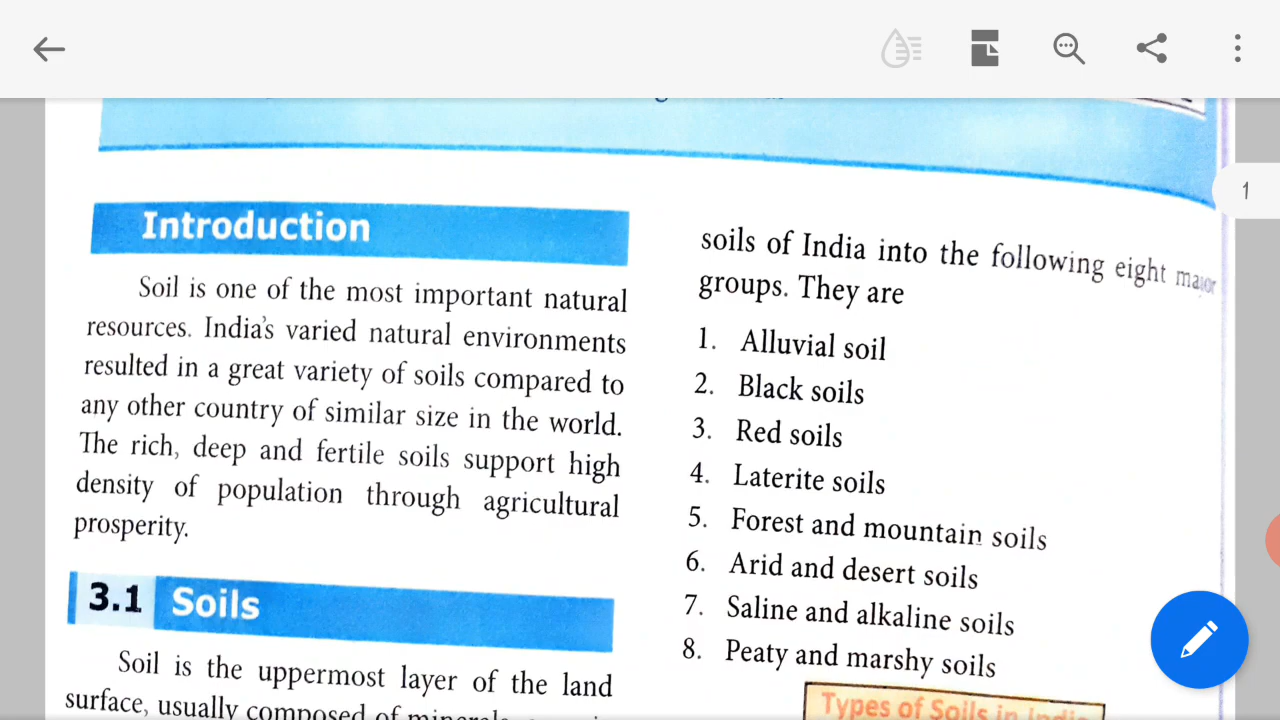 1
Introduction
Soil is one of the most important natural
resources. India's varied natural environments
resulted in a great variety of soils compared to
any other country of similar size in the world.
The rich, deep and fertile soils support high
density of population through agricultural
prosperity.
3.1 Soils
Soil is the uppermost layer of the land
surface, usually composed of
soils of India into the following eight major
groups. They are
1. Alluvial soil
2. Black soils
3. Red soils
4. Laterite soils
5. Forest and mountain soils
6. Arid and desert soils
7. Saline and alkaline soils
8. Peaty and marshy soils
Types of Soils in India